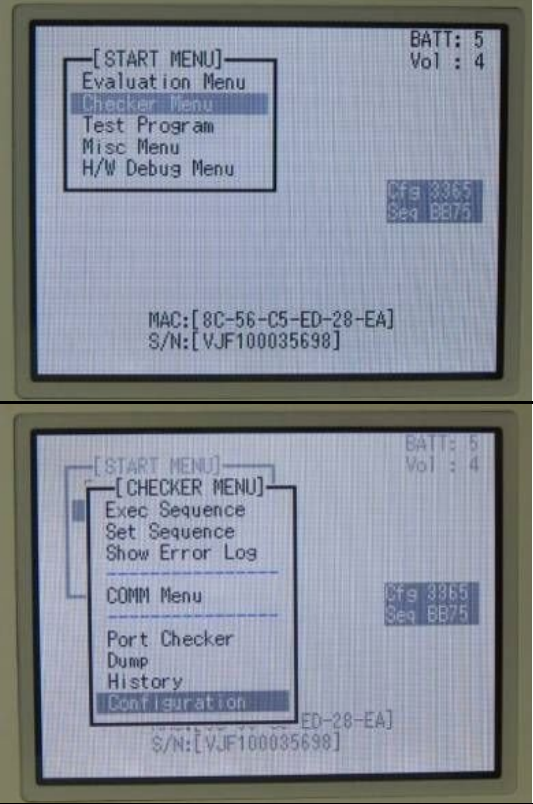 BATT: 5
Vol : 4
[START MENU]
Evaluation Menu
Checker Menu
Test Program
Misc Menu
H/W Debug Menu
Cfg 3365
Seq BB75
MAC:[8C-56-C5-ED-28-EA]
S/N:[VJF100035698]
BATT: 5
Vol : 4
[START MENU]
[CHECKER MENU]
Exec Sequence
Set Sequence
Show Error Log
COMM Menu
Port Checker
Dump
History
Configuration
Cfg 3365
Seq BB75
ED-28-EA]
S/N:[VJF100035698]